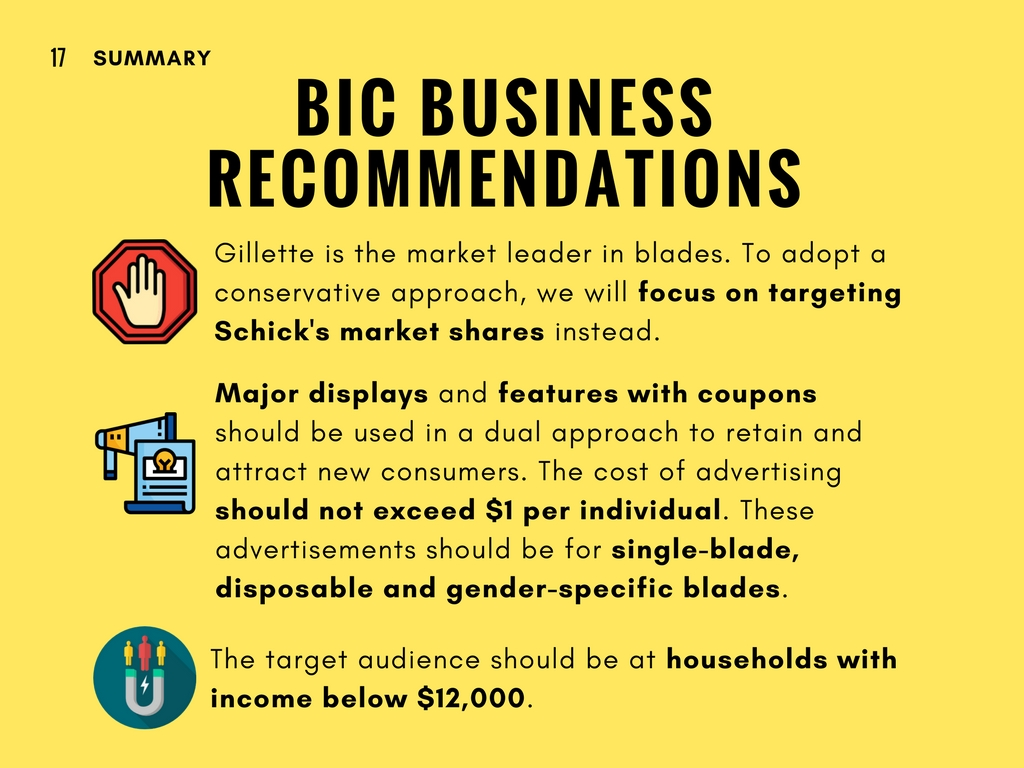 17 SUMMARY
BIC BUSINESS
RECOMMENDATIONS
Gillette is the market leader in blades. To adopt a
conservative approach, we will focus on targeting
Schick's market shares instead.
Major displays and features with coupons
should be used in a dual approach to retain and
attract new consumers. The cost of advertising
should not exceed $1 per individual. These
advertisements should be for single-blade,
disposable and gender-specific blades.
The target audience should be at households with
income below $12,000.